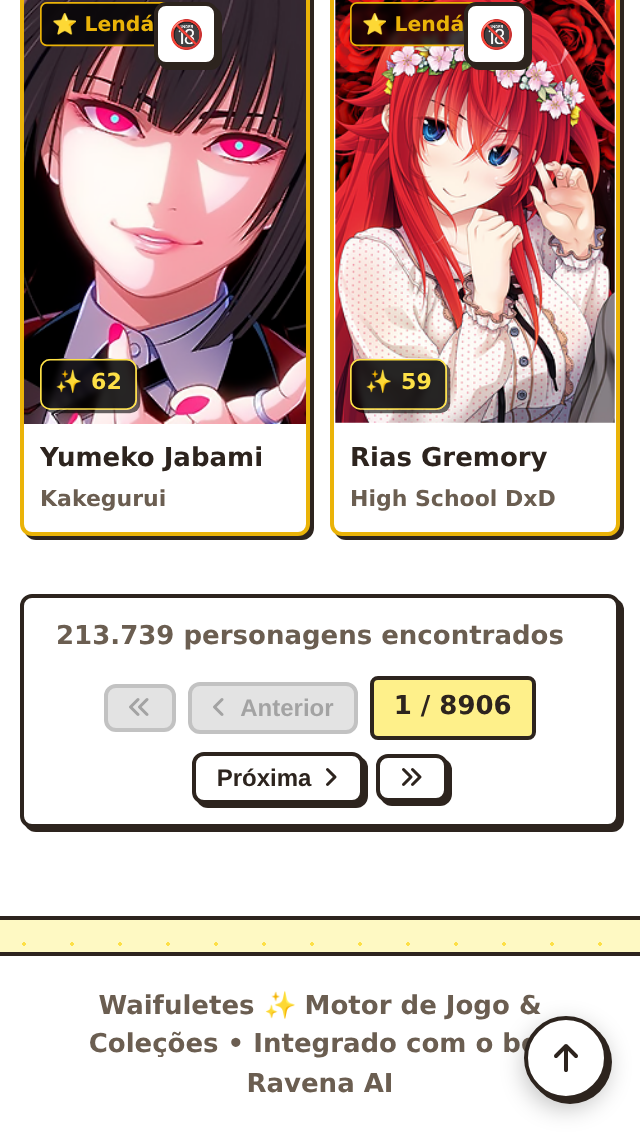 ⭐ Lendá
🔞
⭐ Lendá
🔞
✨ 62
✨ 59
Yumeko Jabami
Kakegurui
Rias Gremory
High School DxD
213.739 personagens encontrados
« ‹ Anterior 1 / 8906
Próxima › »
Waifuletes ✨ Motor de Jogo &
Coleções • Integrado com o
Ravena AI